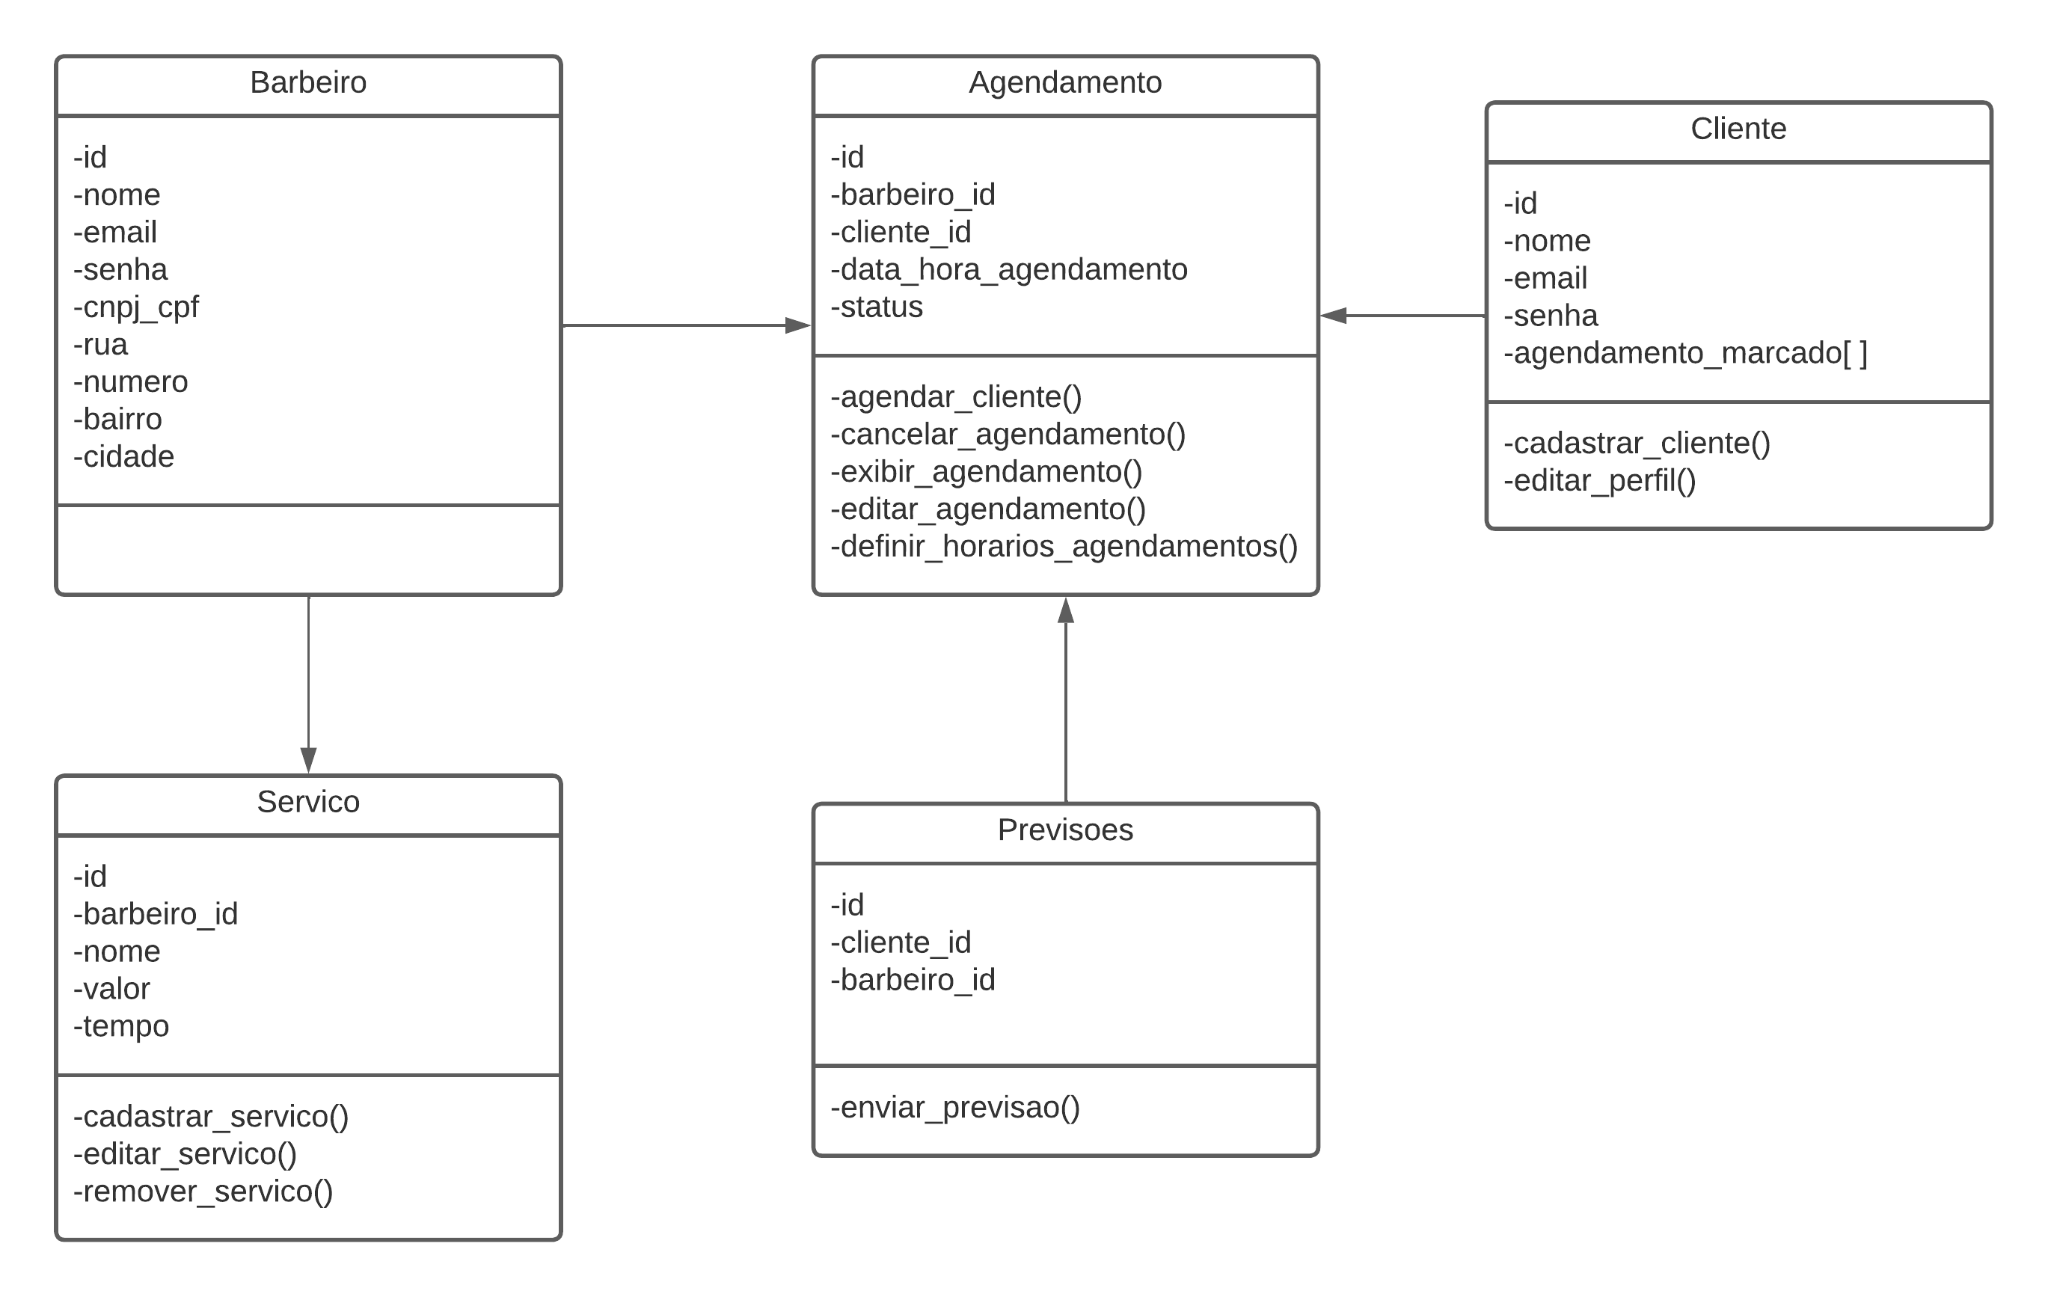 Barbeiro
-id
-nome
-email
-senha
-cnpj_cpf
-rua
-numero
-bairro
-cidade
Agendamento
-id
-barbeiro_id
-cliente_id
-data_hora_agendamento
-status
-agendar_cliente()
-cancelar_agendamento()
-exibir_agendamento()
-editar_agendamento()
-definir_horarios_agendamentos()
Cliente
-id
-nome
-email
-senha
-agendamento_marcado[ ]
-cadastrar_cliente()
-editar_perfil()
Servico
-id
-barbeiro_id
-nome
-valor
-tempo
-cadastrar_servico()
-editar_servico()
-remover_servico()
Previsoes
-id
-cliente_id
-barbeiro_id
-enviar_previsao()